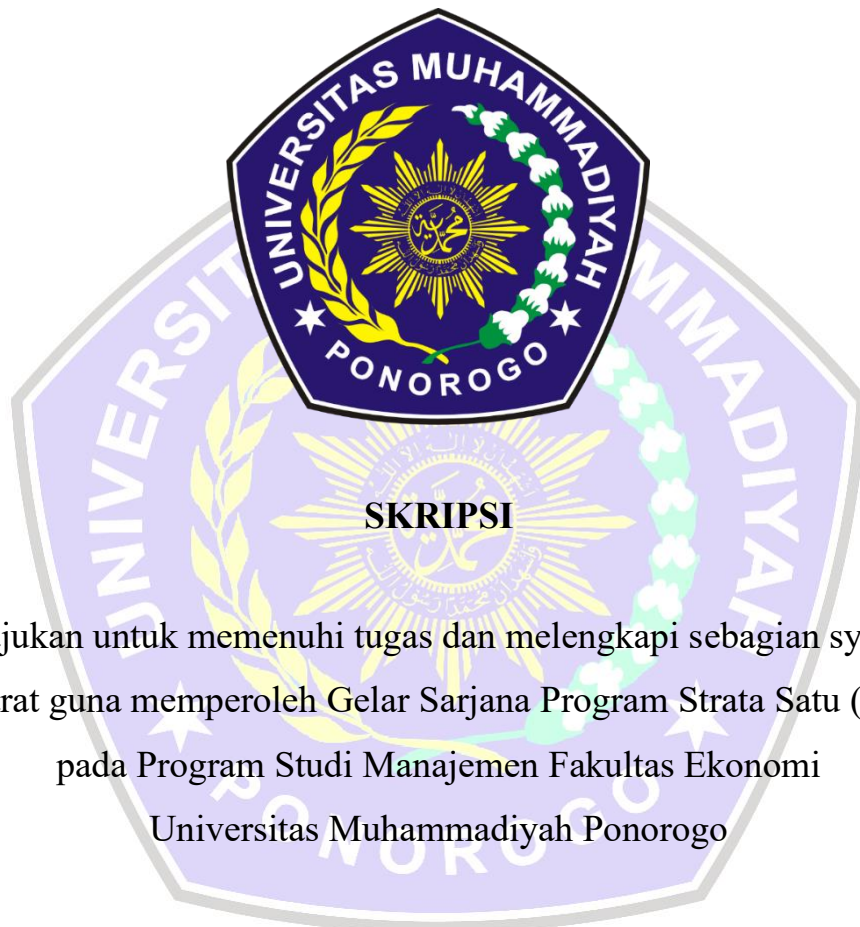 UNIVERSITAS MUHAMMADIYAH
PONOROGO
SKRIPSI
jukan untuk memenuhi tugas dan melengkapi sebagian sy
rat guna memperoleh Gelar Sarjana Program Strata Satu (
pada Program Studi Manajemen Fakultas Ekonomi
Universitas Muhammadiyah Ponorogo